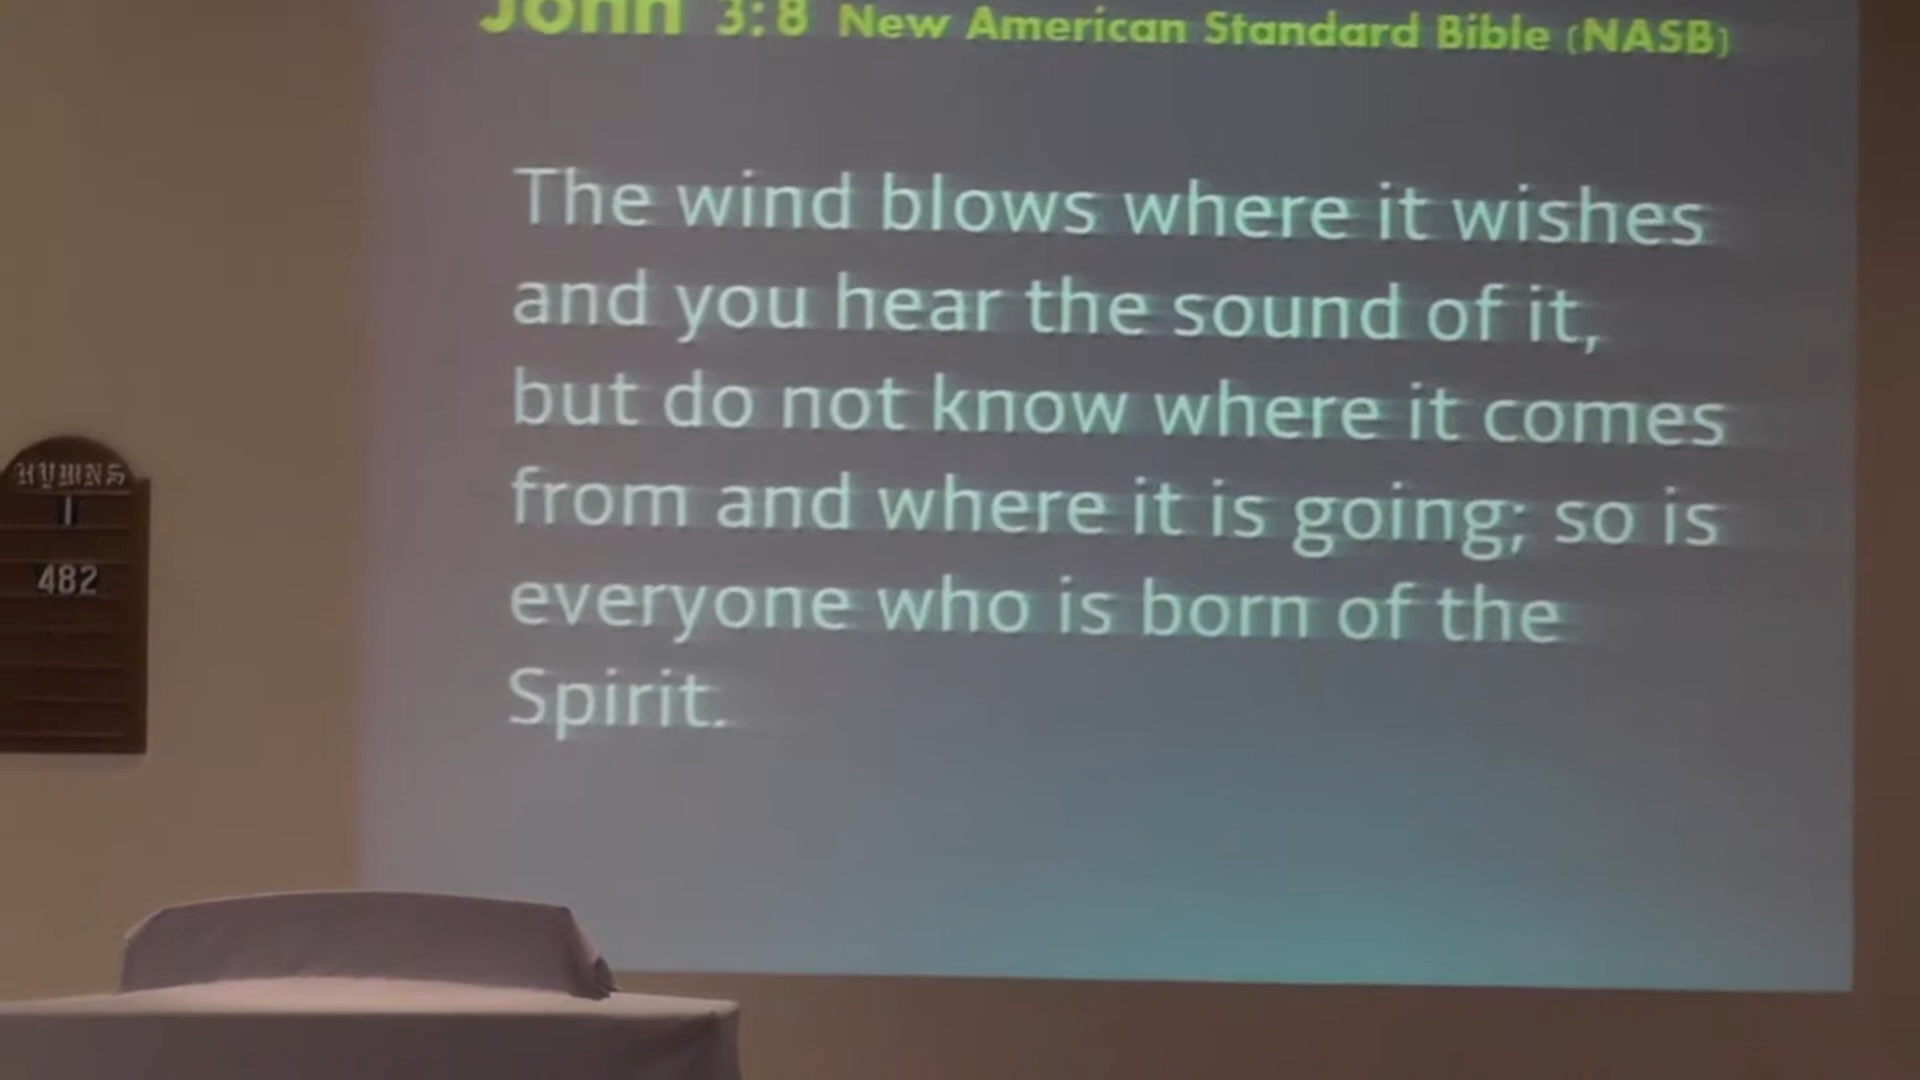 John 3:8 New American Standard Bible (NASB)
The wind blows where it wishes
and you hear the sound of it,
but do not know where it comes
from and where it is going; so is
everyone who is born of the
Spirit.
HYMNS
1
482